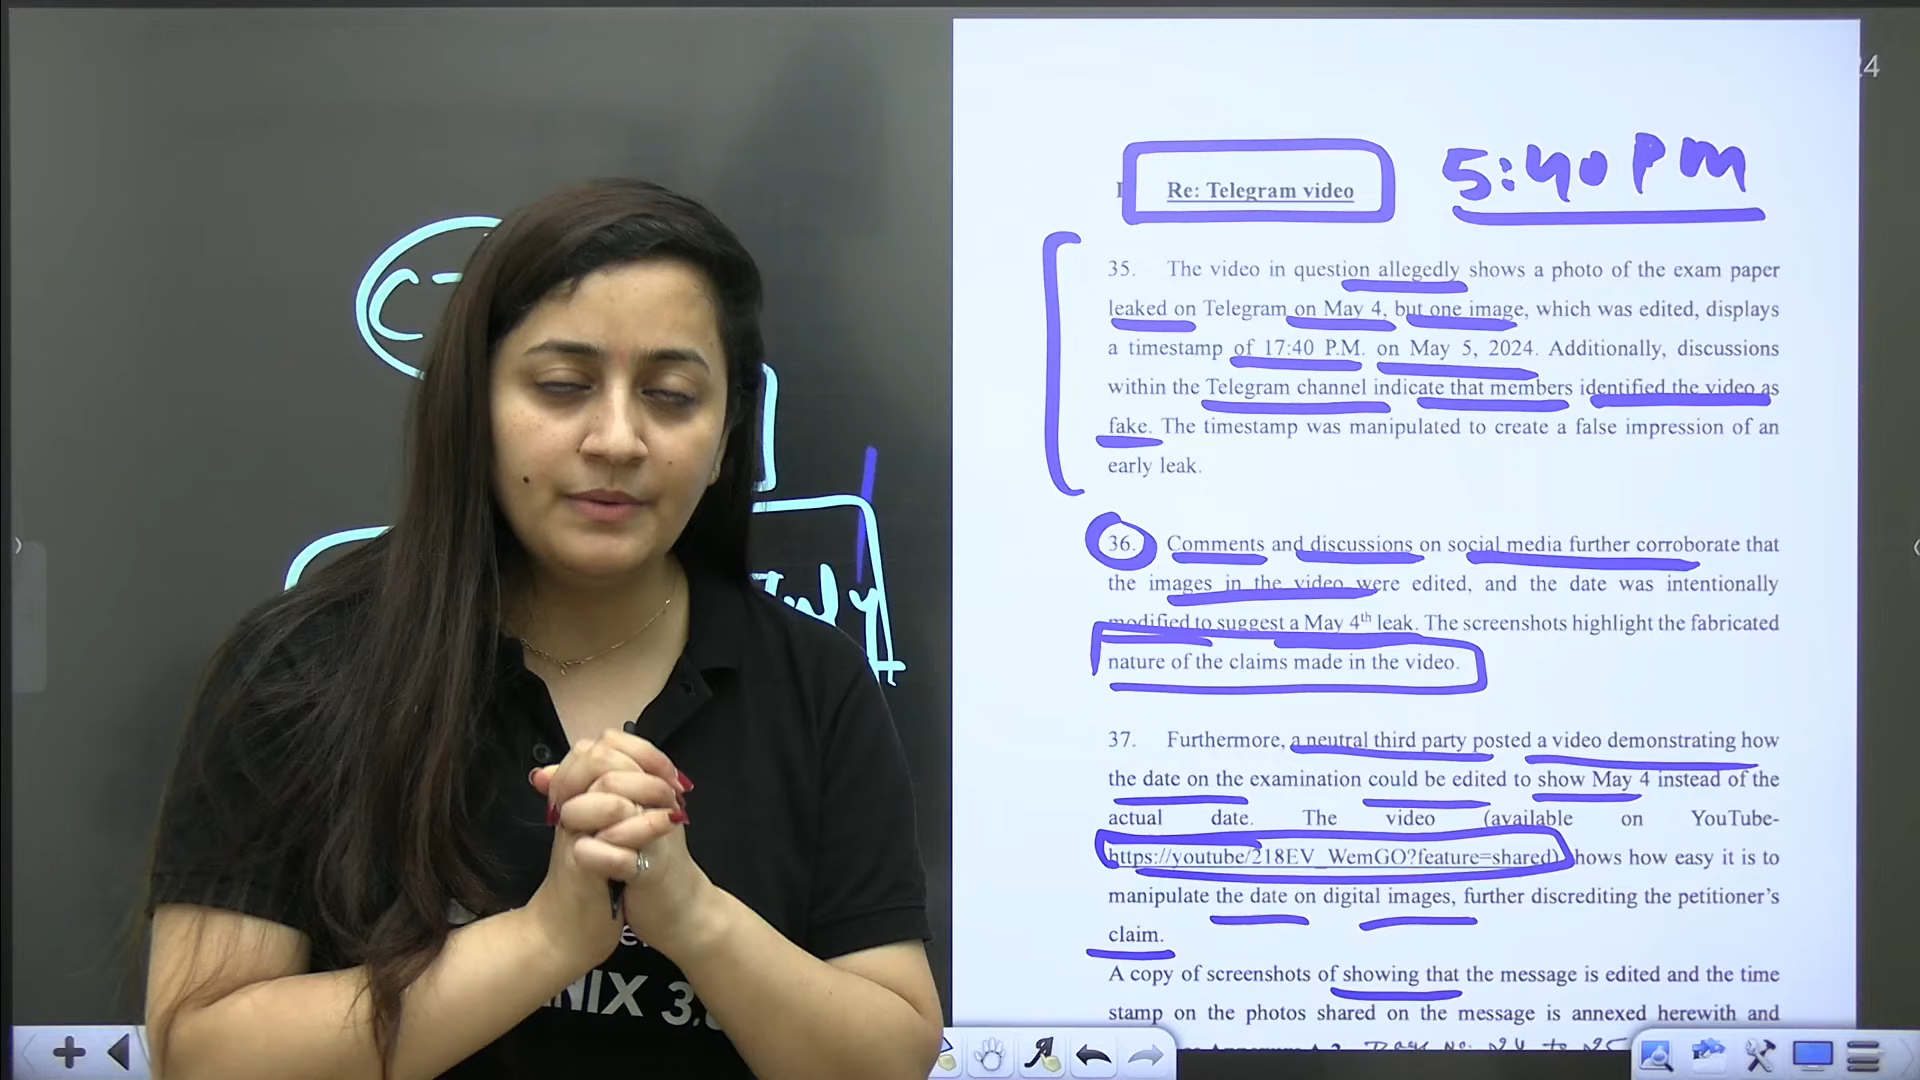 24
Re: Telegram video
5:40 PM
35. The video in question allegedly shows a photo of the exam paper
leaked on Telegram on May 4, but one image, which was edited, displays
a timestamp of 17:40 P.M. on May 5, 2024. Additionally, discussions
within the Telegram channel indicate that members identified the video as
fake. The timestamp was manipulated to create a false impression of an
early leak.
36. Comments and discussions on social media further corroborate that
the images in the video were edited, and the date was intentionally
modified to suggest a May 4th leak. The screenshots highlight the fabricated
nature of the claims made in the video.
37. Furthermore, a neutral third party posted a video demonstrating how
the date on the examination could be edited to show May 4 instead of the
actual date. The video (available on YouTube-
https://youtube/218EV_WemGO?feature=shared) shows how easy it is to
manipulate the date on digital images, further discrediting the petitioner's
claim.
A copy of screenshots of showing that the message is edited and the time
stamp on the photos shared on the message is annexed herewith and
Page No. 24 to 25
C-
NIX 3.